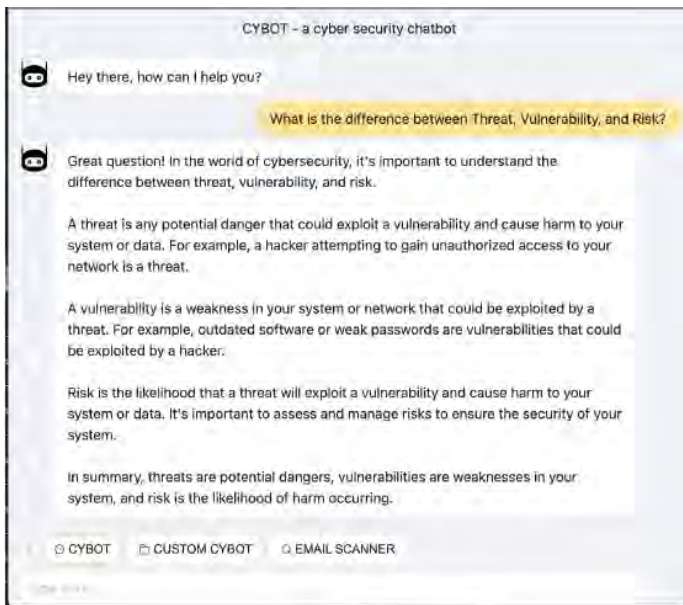 CYBOT - a cyber security chatbot
Hey there, how can I help you?
What is the difference between Threat, Vulnerability, and Risk?
Great question! In the world of cybersecurity, it's important to understand the
difference between threat, vulnerability, and risk.
A threat is any potential danger that could exploit a vulnerability and cause harm to your
system or data. For example, a hacker attempting to gain unauthorized access to your
network is a threat.
A vulnerability is a weakness in your system or network that could be exploited by a
threat. For example, outdated software or weak passwords are vulnerabilities that could
be exploited by a hacker.
Risk is the likelihood that a threat will exploit a vulnerability and cause harm to your
system or data. It's important to assess and manage risks to ensure the security of your
system.
In summary, threats are potential dangers, vulnerabilities are weaknesses in your
system, and risk is the likelihood of harm occurring.
CYBOT CUSTOM CYBOT EMAIL SCANNER